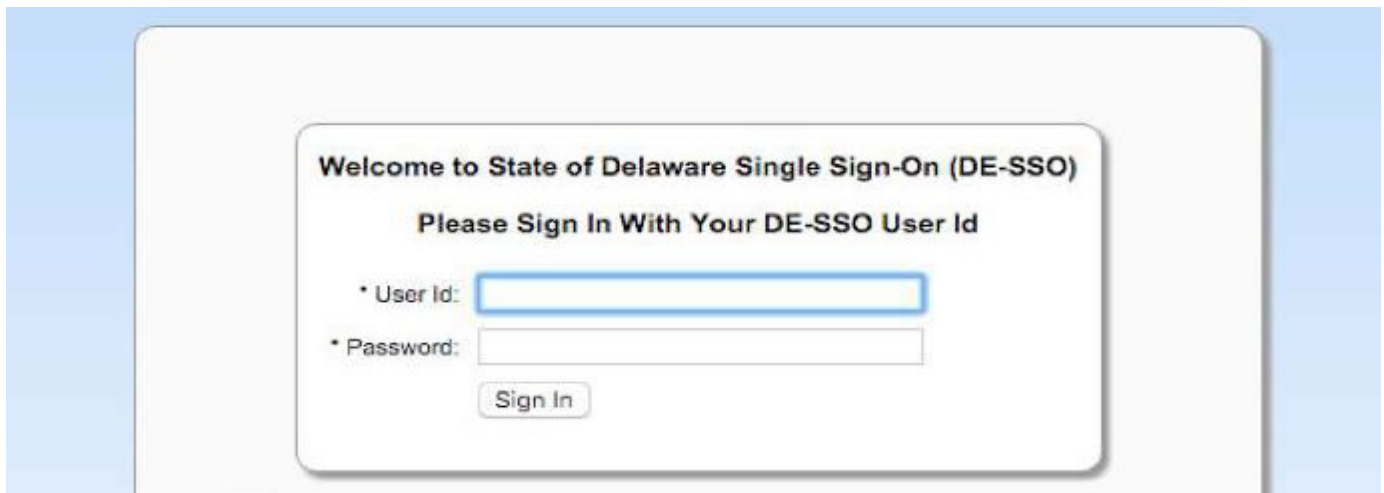 Welcome to State of Delaware Single Sign-On (DE-SSO)
Please Sign In With Your DE-SSO User Id
* User Id:
* Password:
Sign In